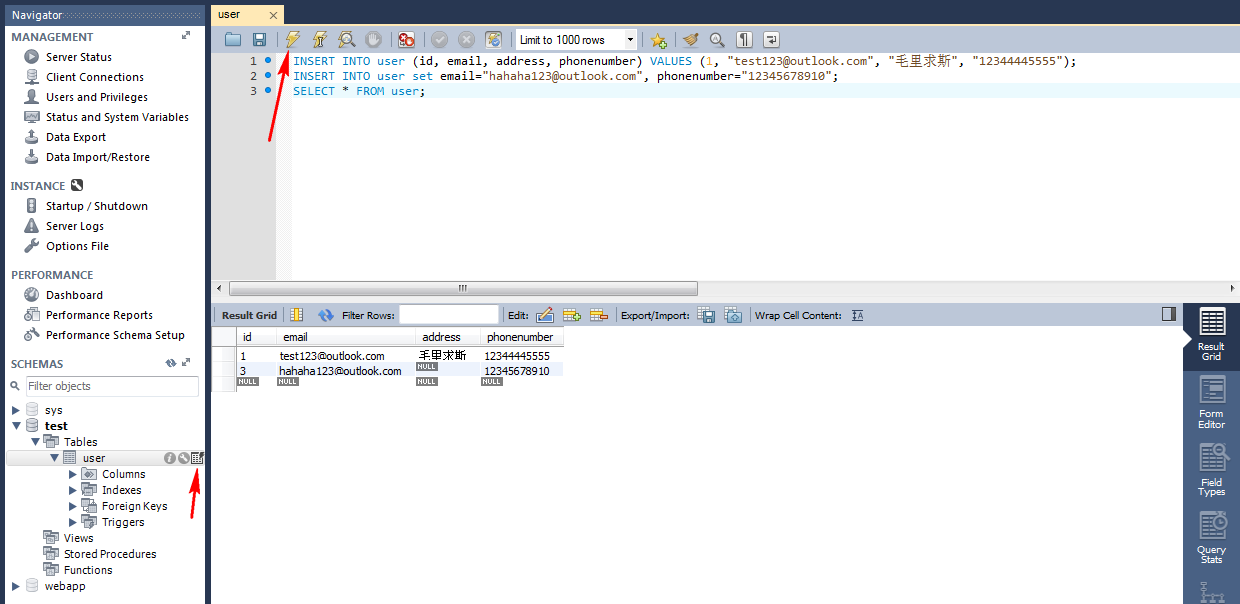 Navigator
MANAGEMENT
Server Status
Client Connections
Users and Privileges
Status and System Variables
Data Export
Data Import/Restore
INSTANCE
Startup / Shutdown
Server Logs
Options File
PERFORMANCE
Dashboard
Performance Reports
Performance Schema Setup
SCHEMAS
Filter objects
sys
test
Tables
user
Columns
Indexes
Foreign Keys
Triggers
Views
Stored Procedures
Functions
webapp
user
Limit to 1000 rows
1 INSERT INTO user (id, email, address, phonenumber) VALUES (1, "test123@outlook.com", "毛里求斯", "12344445555");
2 INSERT INTO user set email="hahaha123@outlook.com", phonenumber="12345678910";
3 SELECT * FROM user;
Result Grid Filter Rows: Edit: Export/Import: Wrap Cell Content:
id email address phonenumber
1 test123@outlook.com 毛里求斯 12344445555
3 hahaha123@outlook.com NULL 12345678910
NULL NULL NULL NULL
Result
Grid
Form
Editor
Field
Types
Query
Stats